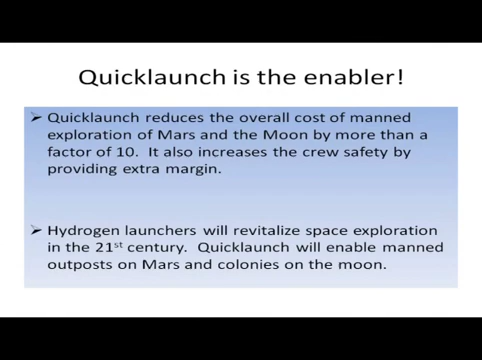 Quicklaunch is the enabler!
➢ Quicklaunch reduces the overall cost of manned
exploration of Mars and the Moon by more than a
factor of 10.  It also increases the crew safety by
providing extra margin.
➢ Hydrogen launchers will revitalize space exploration
in the 21st century.  Quicklaunch will enable manned
outposts on Mars and colonies on the moon.